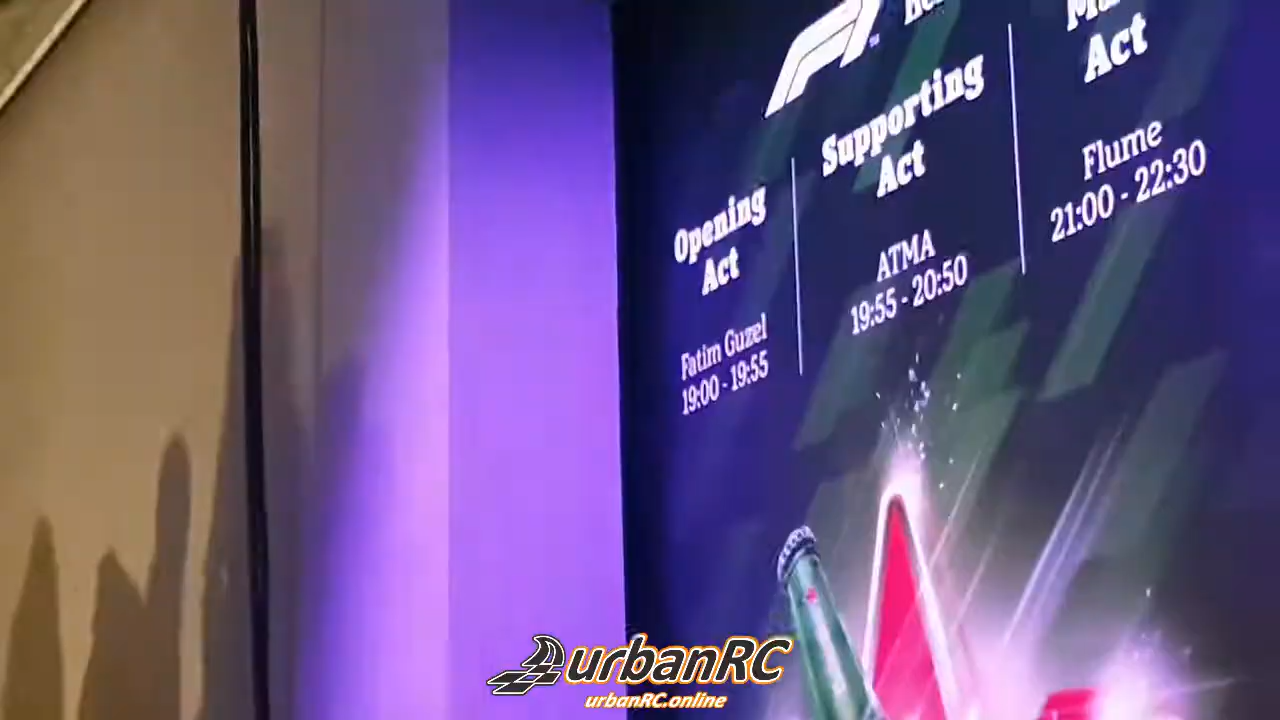 F1
Opening
Act
Fatim Guzel
19:00 - 19:55
Supporting
Act
ATMA
19:55 - 20:50
Act
Flume
21:00 - 22:30
urbanRC
urbanRC.online